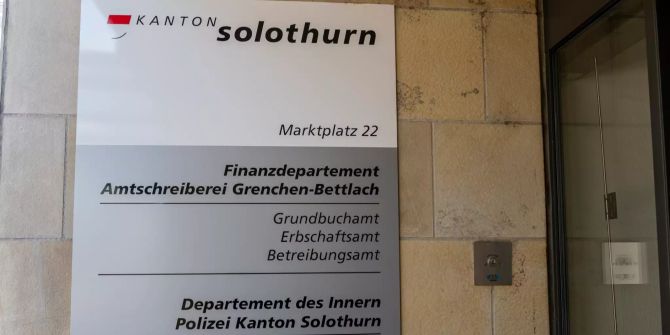 KANTON solothurn
Marktplatz 22
Finanzdepartement
Amtschreiberei Grenchen-Bettlach
Grundbuchamt
Erbschaftsamt
Betreibungsamt
Departement des Innern
Polizei Kanton Solothurn